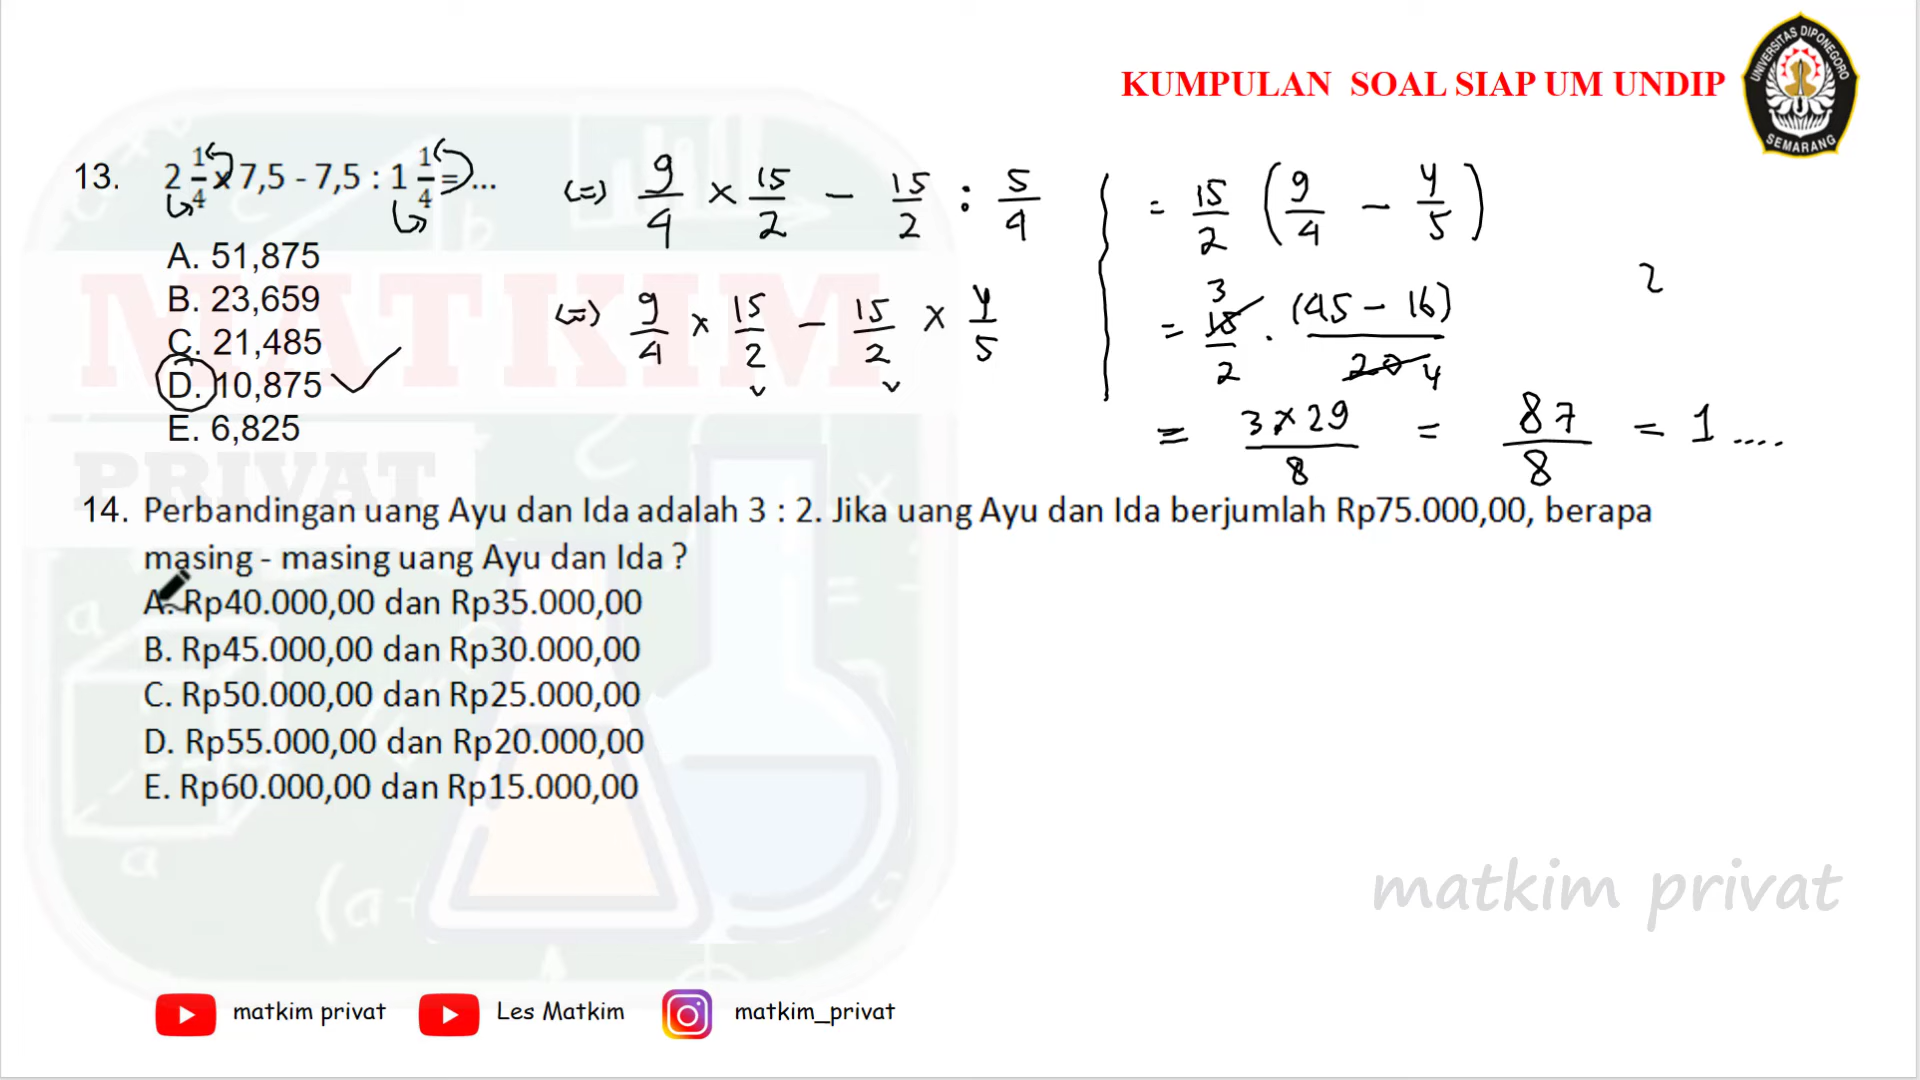 KUMPULAN SOAL SIAP UM UNDIP
UNIVERSITAS DIPONEGORO
SEMARANG
13. 2 1/4 x 7,5 - 7,5 : 1 1/4 = ...
A. 51,875
B. 23,659
C. 21,485
D. 10,875
E. 6,825
(=) 9/4 x 15/2 - 15/2 : 5/4
(=) 9/4 x 15/2 - 15/2 x 4/5
= 15/2 (9/4 - 4/5)
2
= 3 15/2 . (45 - 16)/20 4
= 3x29/8 = 87/8 = 1 ....
14. Perbandingan uang Ayu dan Ida adalah 3 : 2. Jika uang Ayu dan Ida berjumlah Rp75.000,00, berapa
masing - masing uang Ayu dan Ida ?
A. Rp40.000,00 dan Rp35.000,00
B. Rp45.000,00 dan Rp30.000,00
C. Rp50.000,00 dan Rp25.000,00
D. Rp55.000,00 dan Rp20.000,00
E. Rp60.000,00 dan Rp15.000,00
MATKIM
PRIVAT
matkim privat
matkim privat
Les Matkim
matkim_privat